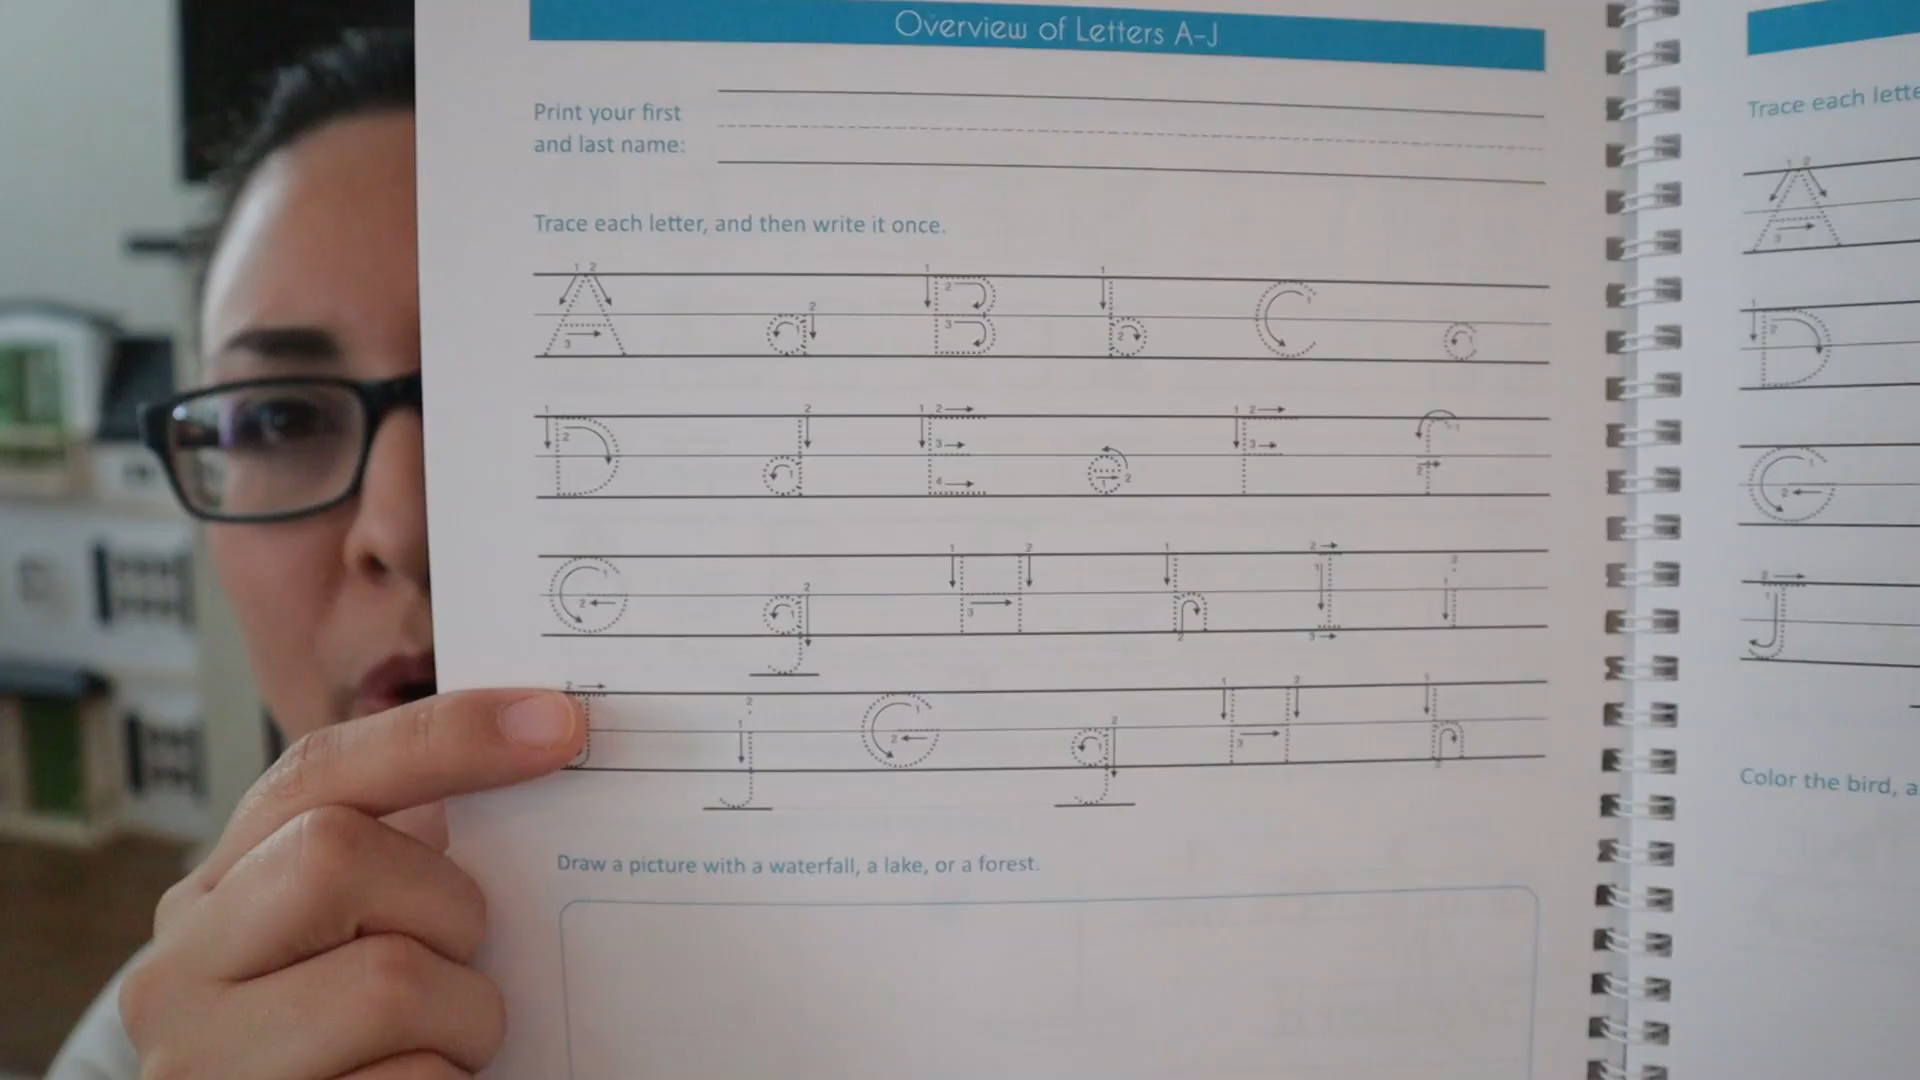 Overview of Letters A-J
Print your first
and last name:
Trace each letter, and then write it once.
A a B b C c
D d E e F f
G g H h I i
J j G g H h
Draw a picture with a waterfall, a lake, or a forest.
Trace each
A
D
G
J
Color the bird,